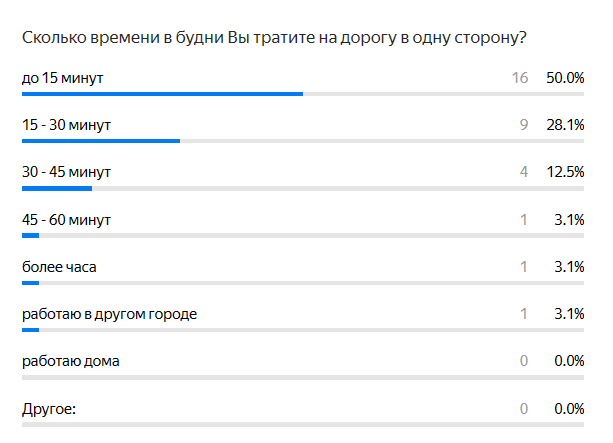 Сколько времени в будни Вы тратите на дорогу в одну сторону?
до 15 минут 16 50.0%
15 - 30 минут 9 28.1%
30 - 45 минут 4 12.5%
45 - 60 минут 1 3.1%
более часа 1 3.1%
работаю в другом городе 1 3.1%
работаю дома 0 0.0%
Другое: 0 0.0%